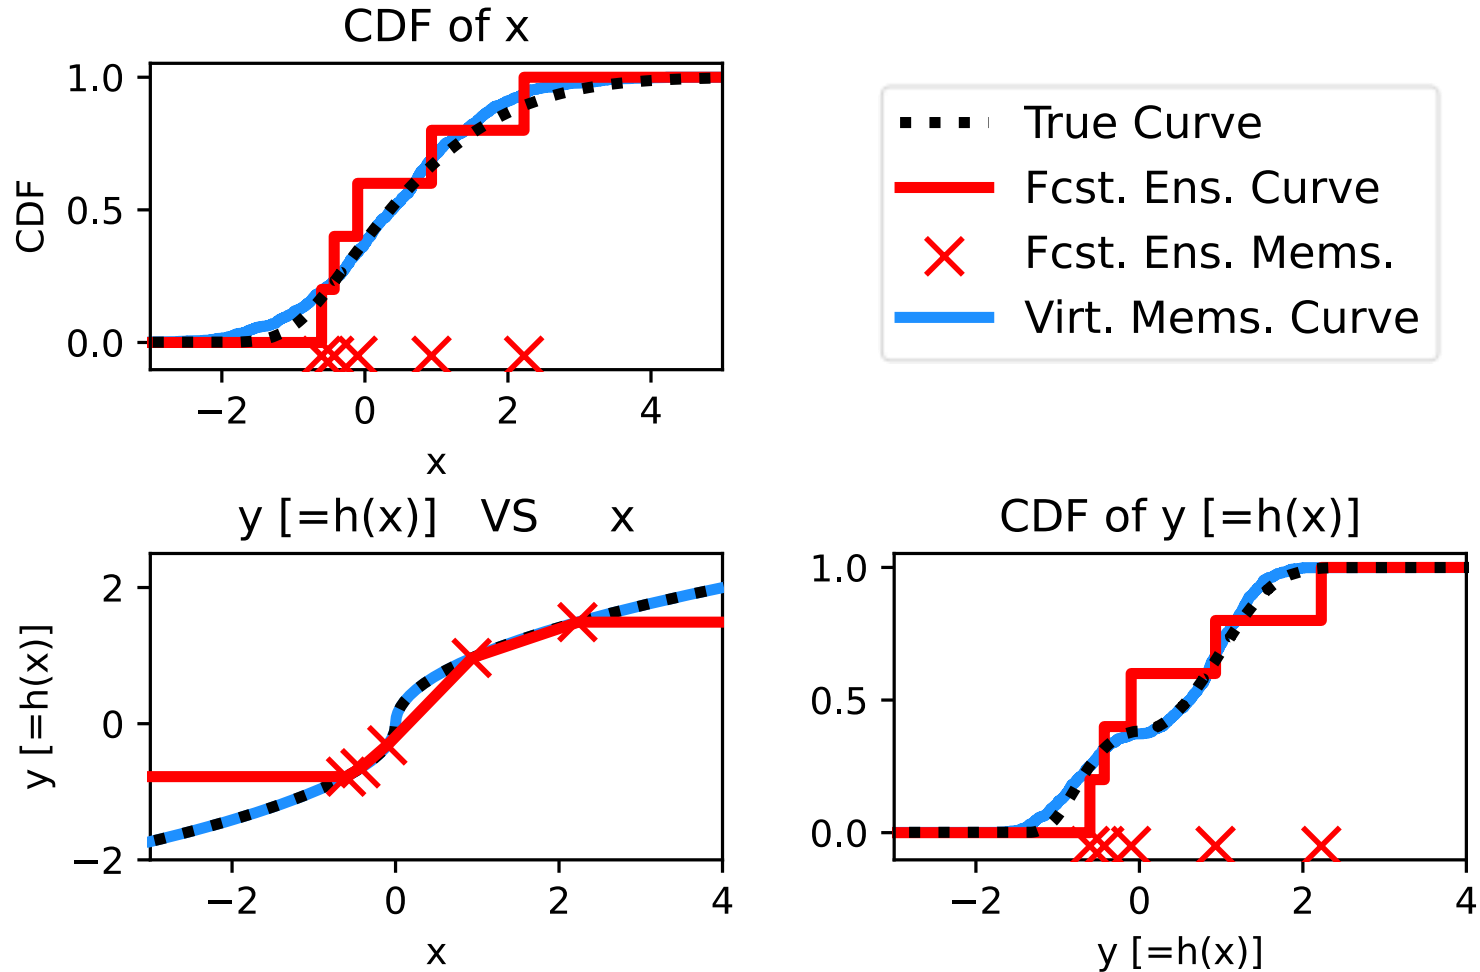 CDF of x
1.0
0.5
0.0
CDF
−2 0 2 4
x
True Curve
Fcst. Ens. Curve
Fcst. Ens. Mems.
Virt. Mems. Curve
y [=h(x)] VS x
2
0
−2
y [=h(x)]
−2 0 2 4
x
CDF of y [=h(x)]
1.0
0.5
0.0
−2 0 2 4
y [=h(x)]